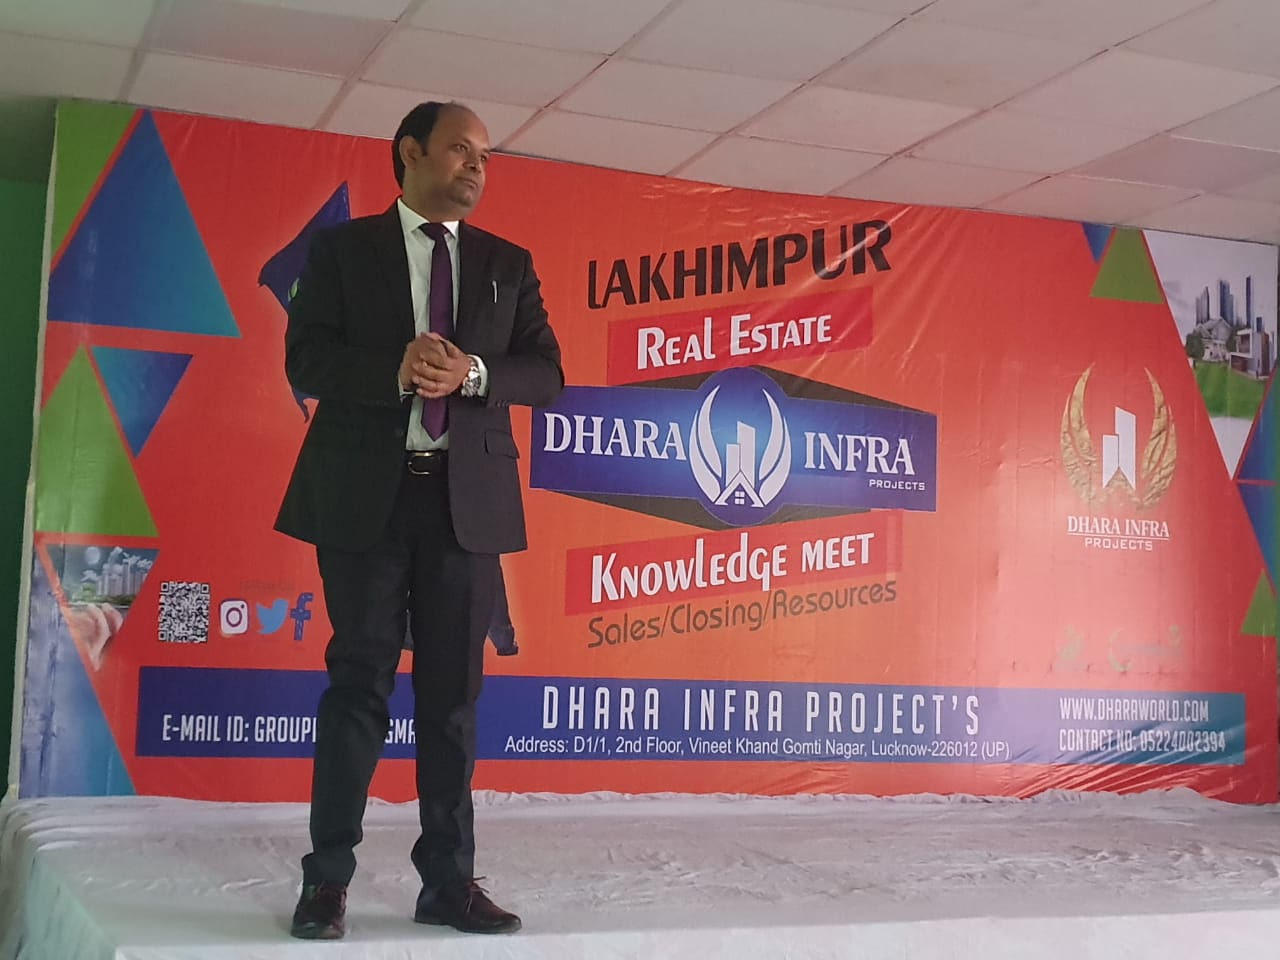 LAKHIMPUR
REAL ESTATE
DHARA INFRA
PROJECTS
KNOWLEDGE MEET
Sales/Closing/Resources
DHARA INFRA
PROJECTS
E-MAIL ID:
DHARA INFRA PROJECT'S
Address: D1/1, 2nd Floor, Vineet Khand Gomti Nagar, Lucknow-226012 (UP)
WWW.DHARAWORLD.COM
CONTACT NO: 05224002394